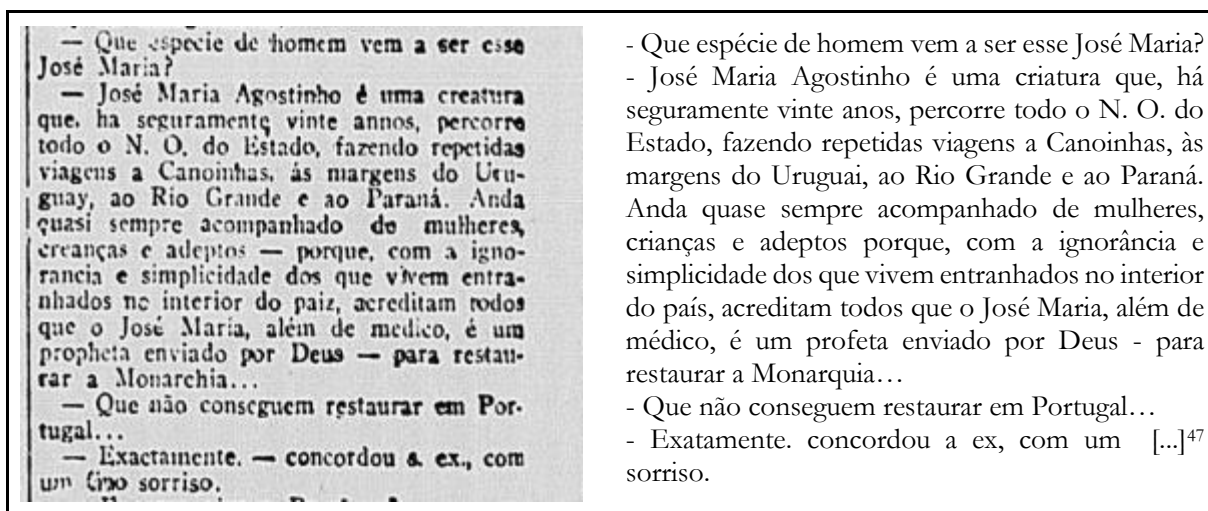 — Que especie de homem vem a ser esse
José Maria?
— José Maria Agostinho é uma creatura
que, ha seguramente vinte annos, percorre
todo o N. O. do Estado, fazendo repetidas
viagens a Canoinhas, ás margens do Uru-
guay, ao Rio Grande e ao Paraná. Anda
quasi sempre acompanhado de mulheres,
creanças e adeptos — porque, com a igno-
rancia e simplicidade dos que vivem entra-
nhados no interior do paiz, acreditam todos
que o José Maria, além de medico, é um
propheta enviado por Deus — para restau-
rar a Monarchia...
— Que não conseguem restaurar em Por-
tugal...
— Exactamente. — concordou a. ex., com
um fino sorriso.
- Que espécie de homem vem a ser esse José Maria?
- José Maria Agostinho é uma criatura que, há
seguramente vinte anos, percorre todo o N. O. do
Estado, fazendo repetidas viagens a Canoinhas, às
margens do Uruguai, ao Rio Grande e ao Paraná.
Anda quase sempre acompanhado de mulheres,
crianças e adeptos porque, com a ignorância e
simplicidade dos que vivem entranhados no interior
do país, acreditam todos que o José Maria, além de
médico, é um profeta enviado por Deus - para
restaurar a Monarquia…
- Que não conseguem restaurar em Portugal…
- Exatamente. concordou a ex, com um [...]47
sorriso.